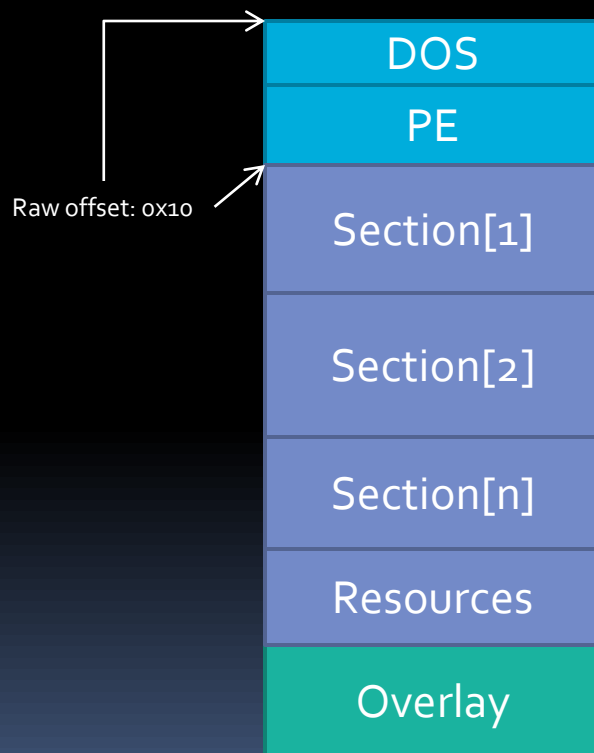 DOS
PE
Raw offset: 0x10
Section[1]
Section[2]
Section[n]
Resources
Overlay